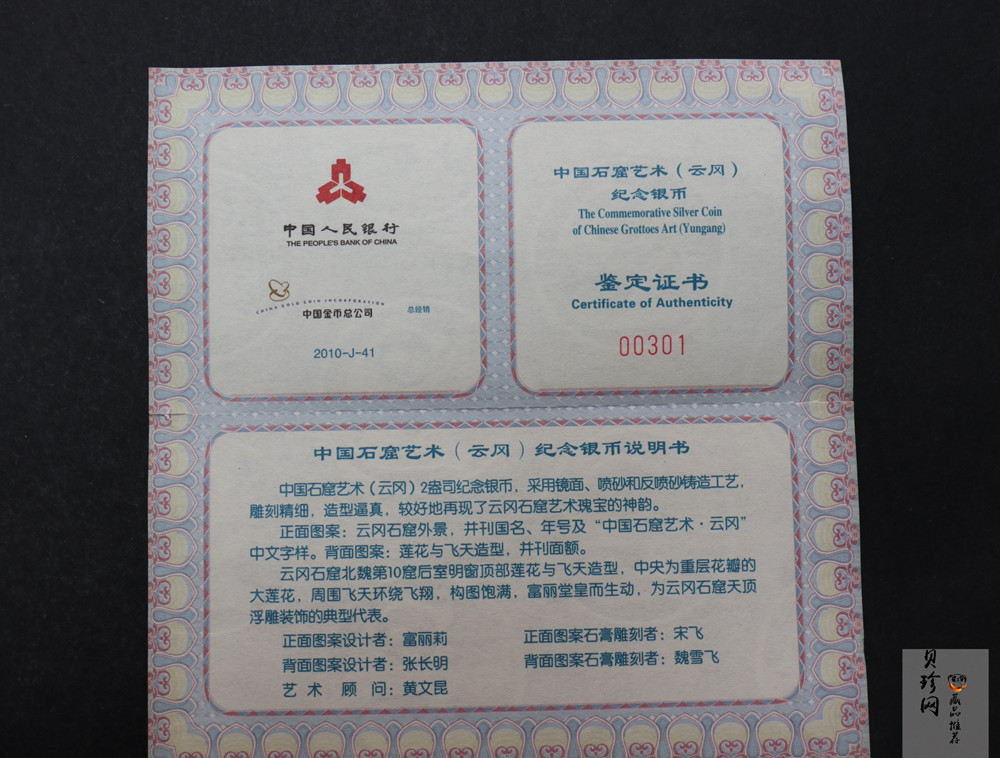 中国人民银行
THE PEOPLE'S BANK OF CHINA
CHINA GOLD COIN INCORPORATION
中国金币总公司
总经销
2010-J-41
中国石窟艺术（云冈）
纪念银币
The Commemorative Silver Coin
of Chinese Grottoes Art (Yungang)
鉴定证书
Certificate of Authenticity
00301
中国石窟艺术（云冈）纪念银币说明书
中国石窟艺术（云冈）2盎司纪念银币，采用镜面、喷砂和反喷砂铸造工艺，
雕刻精细，造型逼真，较好地再现了云冈石窟艺术瑰宝的神韵。
正面图案：云冈石窟外景，并刊国名、年号及“中国石窟艺术·云冈”
中文字样。背面图案：莲花与飞天造型，并刊面额。
云冈石窟北魏第10窟后室明窗顶部莲花与飞天造型，中央为重层花瓣的
大莲花，周围飞天环绕飞翔，构图饱满，富丽堂皇而生动，为云冈石窟天顶
浮雕装饰的典型代表。
正面图案设计者：富丽莉
正面图案石膏雕刻者：宋飞
背面图案设计者：张长明
背面图案石膏雕刻者：魏雪飞
艺术顾问：黄文昆
贝珍网
藏品推荐